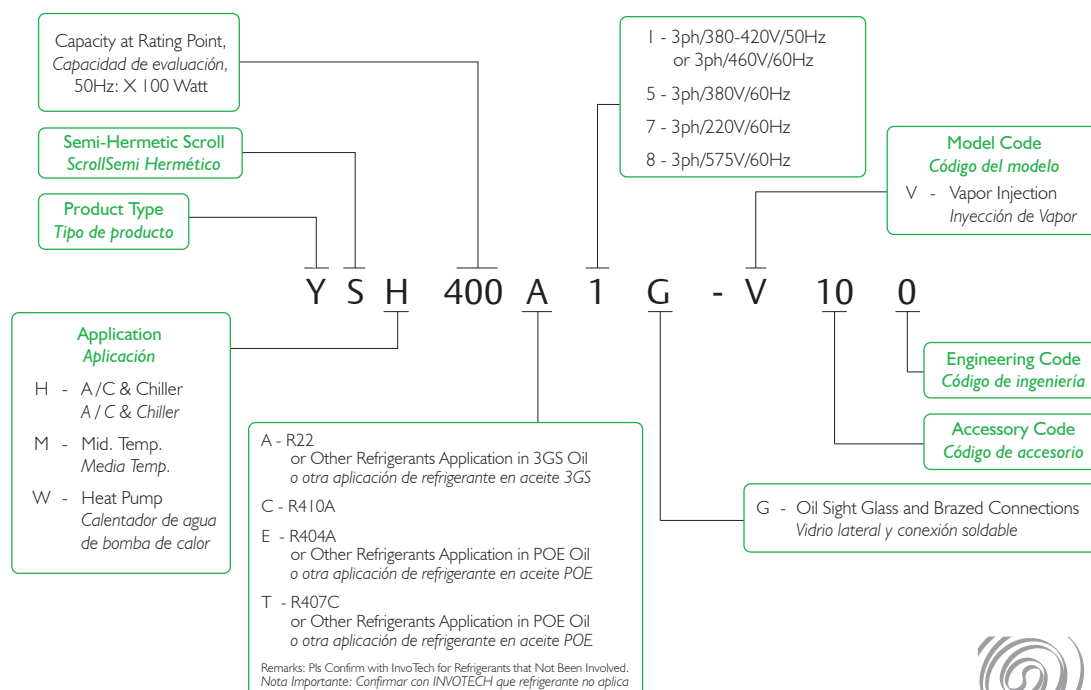 Capacity at Rating Point,
Capacidad de evaluación,
50Hz: X 100 Watt
Semi-Hermetic Scroll
ScrollSemi Hermético
Product Type
Tipo de producto
1 - 3ph/380-420V/50Hz
or 3ph/460V/60Hz
5 - 3ph/380V/60Hz
7 - 3ph/220V/60Hz
8 - 3ph/575V/60Hz
Model Code
Código del modelo
V - Vapor Injection
Inyección de Vapor
Y S H 400 A 1 G - V 10 0
Application
Aplicación
H - A/C & Chiller
A / C & Chiller
M - Mid. Temp.
Media Temp.
W - Heat Pump
Calentador de agua
de bomba de calor
A - R22
or Other Refrigerants Application in 3GS Oil
o otra aplicación de refrigerante en aceite 3GS
C - R410A
E - R404A
or Other Refrigerants Application in POE Oil
o otra aplicación de refrigerante en aceite POE
T - R407C
or Other Refrigerants Application in POE Oil
o otra aplicación de refrigerante en aceite POE
Remarks: Pls Confirm with InvoTech for Refrigerants that Not Been Involved.
Nota Importante: Confirmar con INVOTECH que refrigerante no aplica
Engineering Code
Código de ingeniería
Accessory Code
Código de accesorio
G - Oil Sight Glass and Brazed Connections
Vidrio lateral y conexión soldable